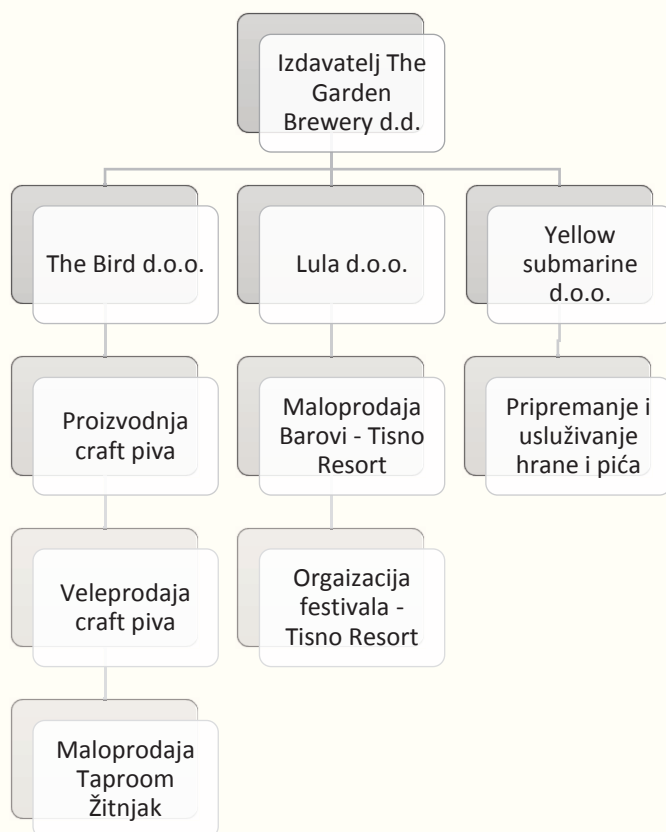 Izdavatelj The
Garden
Brewery d.d.
The Bird d.o.o.
Lula d.o.o.
Yellow
submarine
d.o.o.
Proizvodnja
craft piva
Maloprodaja
Barovi - Tisno
Resort
Pripremanje i
usluživanje
hrane i pića
Veleprodaja
craft piva
Orgaizacija
festivala -
Tisno Resort
Maloprodaja
Taproom
Žitnjak